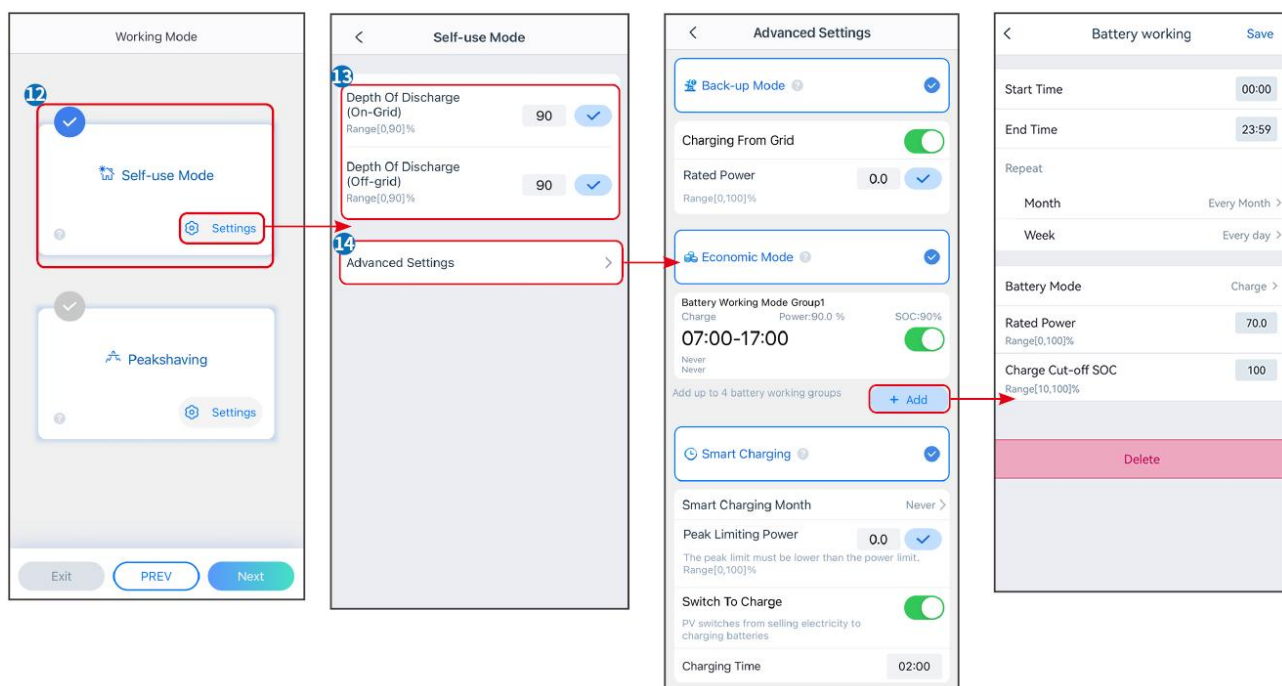 Working Mode
12
Self-use Mode
Settings
Peakshaving
Settings
Exit
PREV
Next
Self-use Mode
13
Depth Of Discharge
(On-Grid)
90
Range[0,90]%
Depth Of Discharge
(Off-grid)
90
Range[0,90]%
14
Advanced Settings
Advanced Settings
Back-up Mode ?
Charging From Grid
Rated Power
0.0
Range[0,100]%
Economic Mode ?
Battery Working Mode Group1
Charge Power:90.0 % SOC:90%
07:00-17:00
Never
Never
Add up to 4 battery working groups
+ Add
Smart Charging ?
Smart Charging Month Never >
Peak Limiting Power
0.0
The peak limit must be lower than the power limit.
Range[0,100]%
Switch To Charge
PV switches from selling electricity to
charging batteries
Charging Time 02:00
Battery working Save
Start Time 00:00
End Time 23:59
Repeat
Month Every Month >
Week Every day >
Battery Mode Charge >
Rated Power 70.0
Range[0,100]%
Charge Cut-off SOC 100
Range[10,100]%
Delete